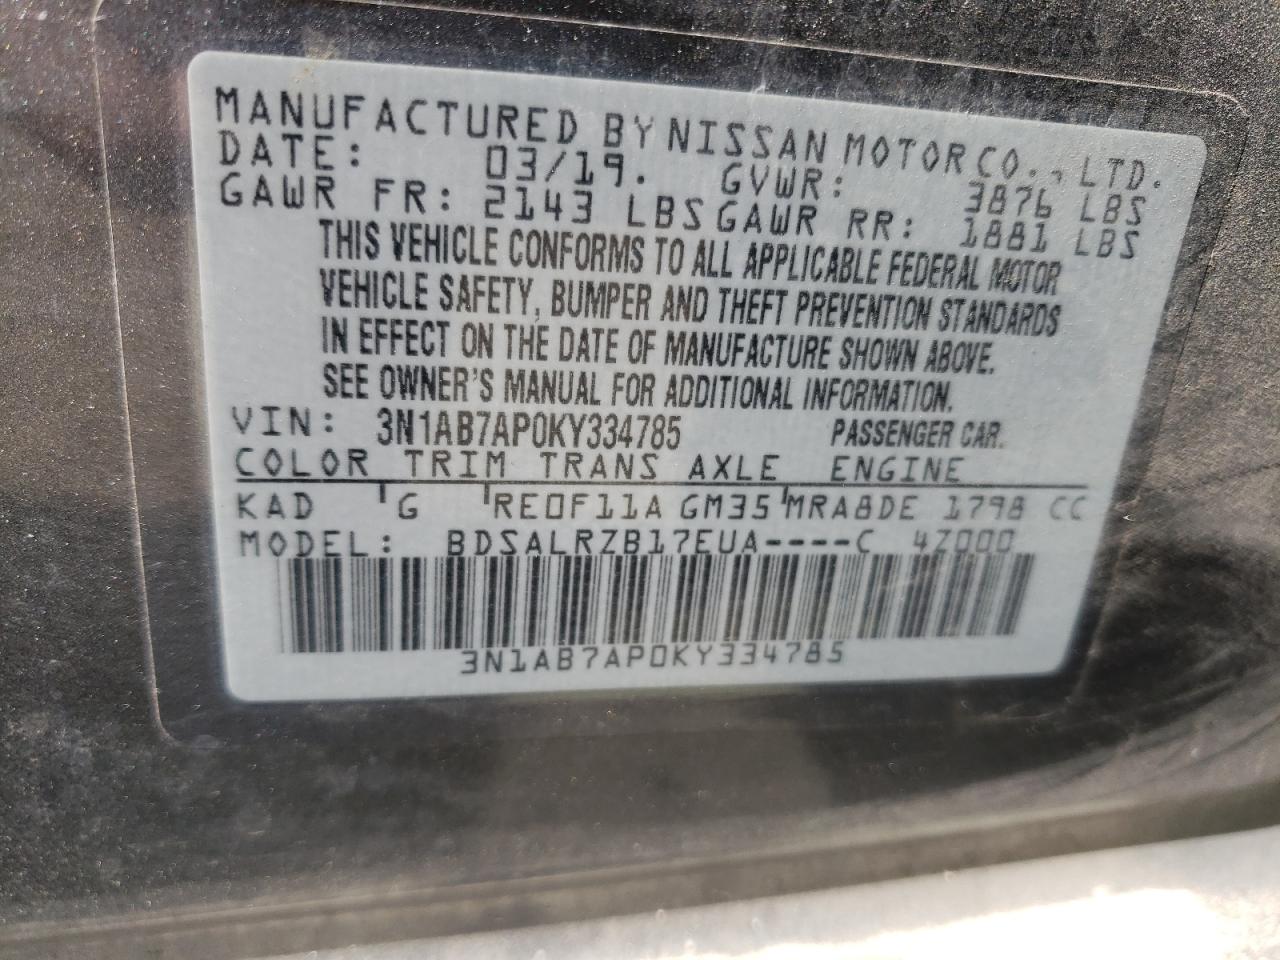 MANUFACTURED BY NISSAN MOTOR CO., LTD.
DATE: 03/19. GVWR: 3876 LBS
GAWR FR: 2143 LBS GAWR RR: 1881 LBS
THIS VEHICLE CONFORMS TO ALL APPLICABLE FEDERAL MOTOR
VEHICLE SAFETY, BUMPER AND THEFT PREVENTION STANDARDS
IN EFFECT ON THE DATE OF MANUFACTURE SHOWN ABOVE.
SEE OWNER'S MANUAL FOR ADDITIONAL INFORMATION.
VIN: 3N1AB7AP0KY334785 PASSENGER CAR.
COLOR TRIM TRANS AXLE ENGINE
KAD G RE0F11A GM35 MRA8DE 1798 CC
MODEL: BDSALRZB17EUA----C 4Z000
3N1AB7AP0KY334785